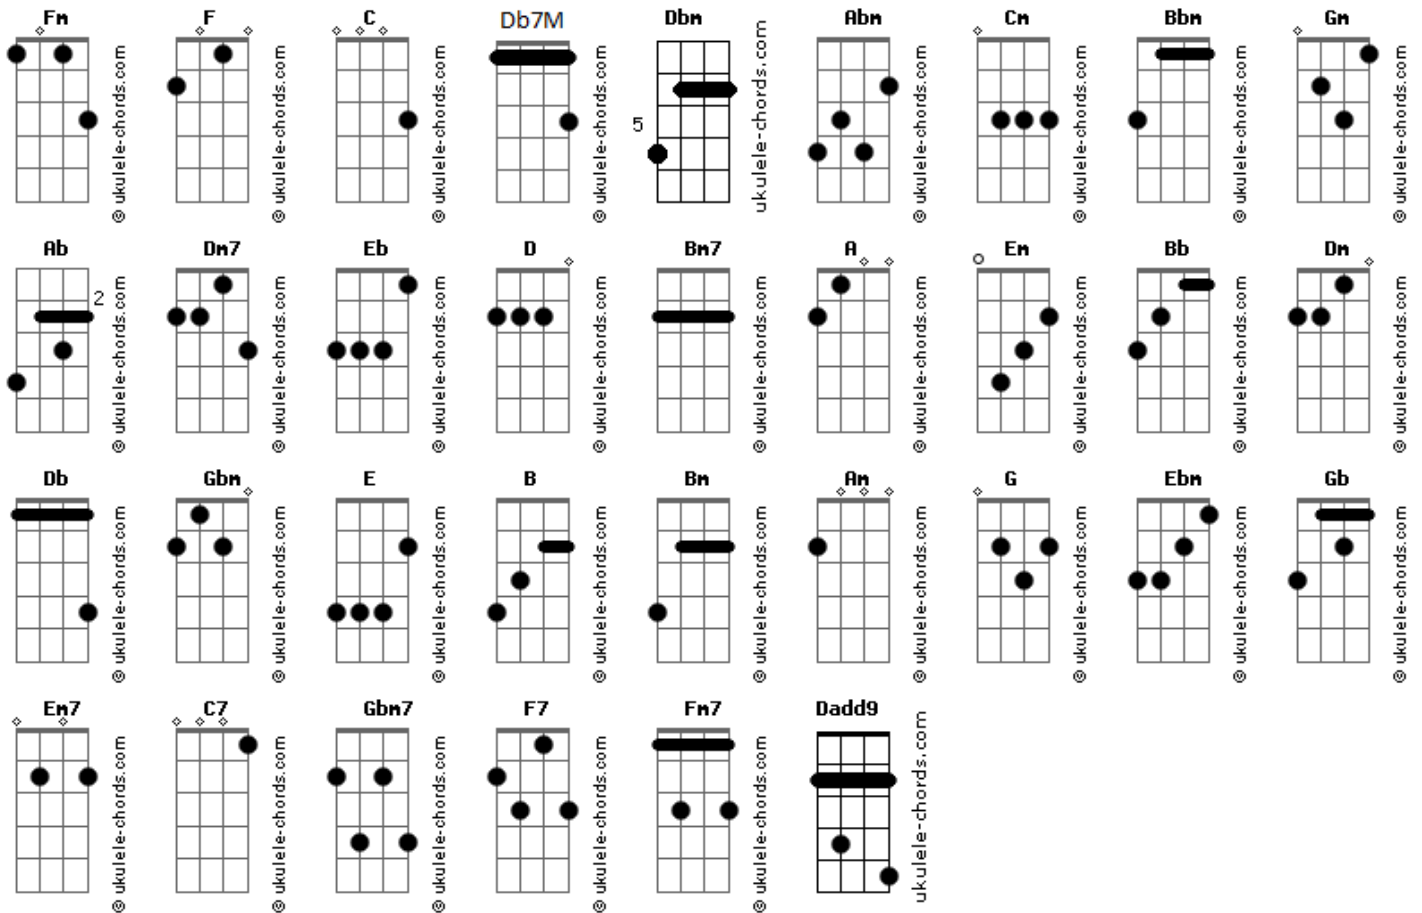 Fm F C Db7M Dbm Abm Cm Bbm Gm
5
© ukulele-chords.com © ukulele-chords.com © ukulele-chords.com © ukulele-chords.com ukulele-chords.com © ukulele-chords.com © ukulele-chords.com © ukulele-chords.com © ukulele-chords.com
Ab Dm7 Eb D Bm7 A Em Bb Dm
2
© ukulele-chords.com © ukulele-chords.com © ukulele-chords.com © ukulele-chords.com © ukulele-chords.com © ukulele-chords.com © ukulele-chords.com © ukulele-chords.com © ukulele-chords.com
Db Gbm E B Bm Am G Ebm Gb
© ukulele-chords.com © ukulele-chords.com © ukulele-chords.com © ukulele-chords.com © ukulele-chords.com © ukulele-chords.com © ukulele-chords.com © ukulele-chords.com © ukulele-chords.com
Em7 C7 Gbm7 F7 Fm7 Dadd9
© ukulele-chords.com © ukulele-chords.com © ukulele-chords.com © ukulele-chords.com © ukulele-chords.com ukulele-chords.com